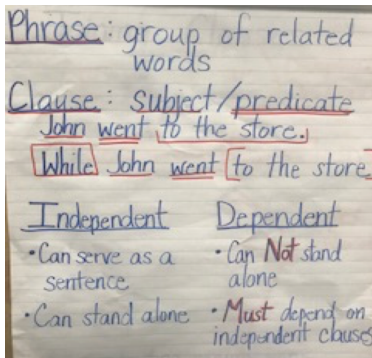 Phrase: group of related
words
Clause: subject/predicate
John went to the store.
While John went to the store
Independent
• Can serve as a
sentence
• Can stand alone
Dependent
• Can Not stand
alone
• Must depend on
independent clause